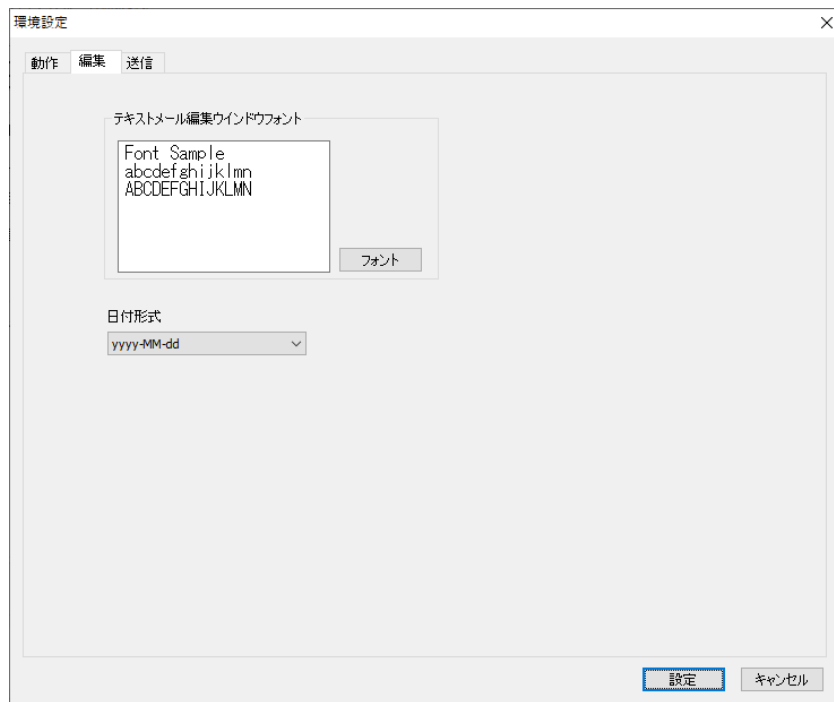 環境設定
動作 編集 送信
テキストメール編集ウインドウフォント
Font Sample
abcdefghijklmn
ABCDEFGHIJKLMN
フォント
日付形式
yyyy-MM-dd
設定 キャンセル